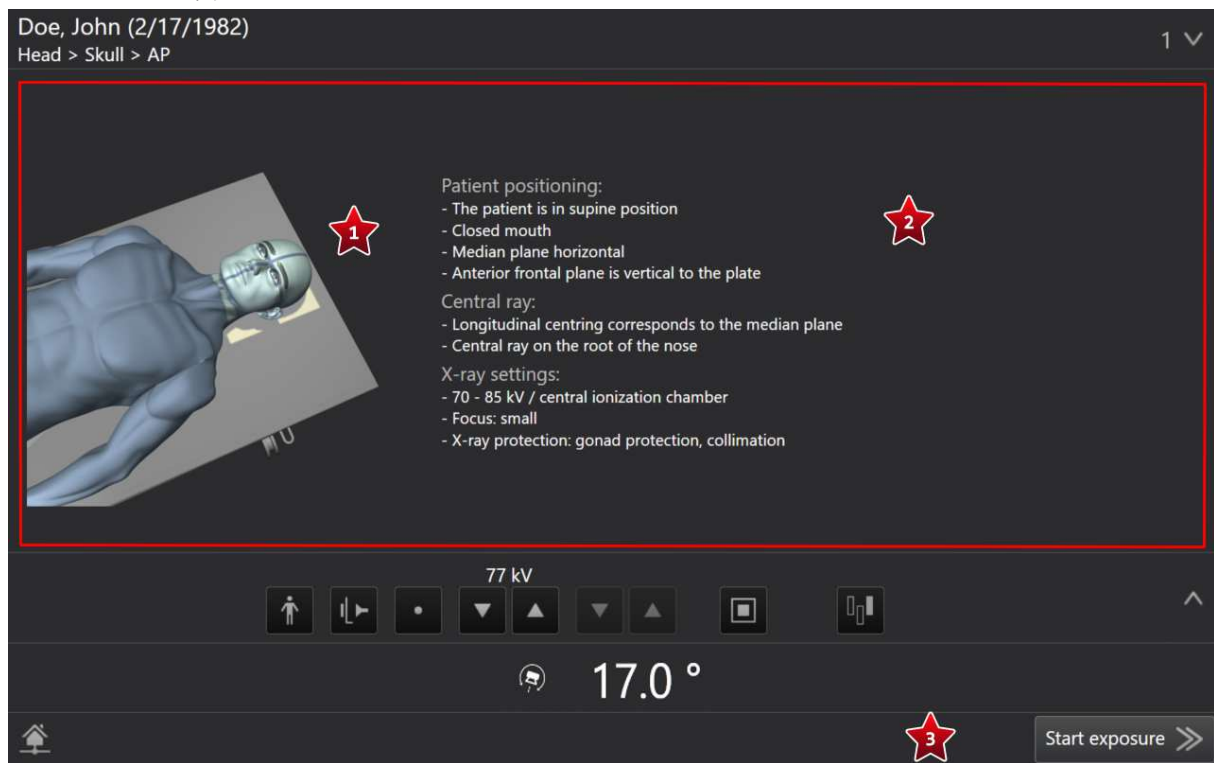 Doe, John (2/17/1982)
Head > Skull > AP
1
1
2
Patient positioning:
- The patient is in supine position
- Closed mouth
- Median plane horizontal
- Anterior frontal plane is vertical to the plate
Central ray:
- Longitudinal centring corresponds to the median plane
- Central ray on the root of the nose
X-ray settings:
- 70 - 85 kV / central ionization chamber
- Focus: small
- X-ray protection: gonad protection, collimation
77 kV
17.0 °
3
Start exposure